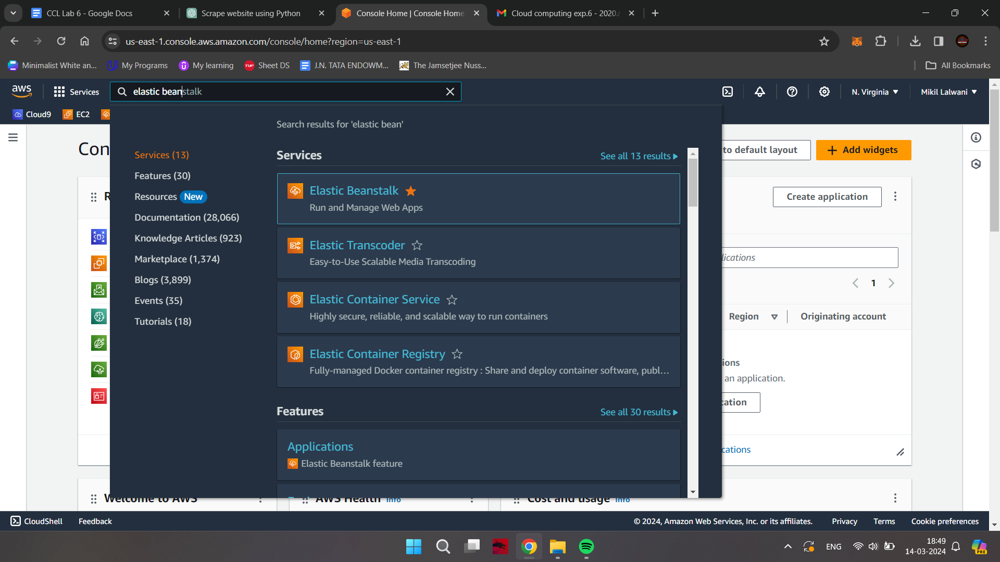 CCL Lab 6 - Google Docs
Scrape website using Python
Console Home | Console Home
Cloud computing exp.6 - 2020.
us-east-1.console.aws.amazon.com/console/home?region=us-east-1
Minimalist White an...
My Programs
My learning
TUF
Sheet DS
J.N. TATA ENDOWM...
The Jamsetjee Nuss...
All Bookmarks
aws
Services
elastic beanstalk
N. Virginia
Mikil Lalwani
Cloud9
EC2
Search results for 'elastic bean'
Services (13)
Features (30)
Resources New
Documentation (28,066)
Knowledge Articles (923)
Marketplace (1,374)
Blogs (3,899)
Events (35)
Tutorials (18)
Services
See all 13 results
Elastic Beanstalk
Run and Manage Web Apps
Elastic Transcoder
Easy-to-Use Scalable Media Transcoding
Elastic Container Service
Highly secure, reliable, and scalable way to run containers
Elastic Container Registry
Fully-managed Docker container registry : Share and deploy container software, publ...
Features
See all 30 results
Applications
Elastic Beanstalk feature
Con
to default layout
Add widgets
R
Create application
lications
1
Region
Originating account
ions
an application.
cation
cations
Welcome to AWS
AWS Health Info
Cost and usage Info
CloudShell
Feedback
© 2024, Amazon Web Services, Inc. or its affiliates.
Privacy
Terms
Cookie preferences
ENG
18:49
14-03-2024
PRE